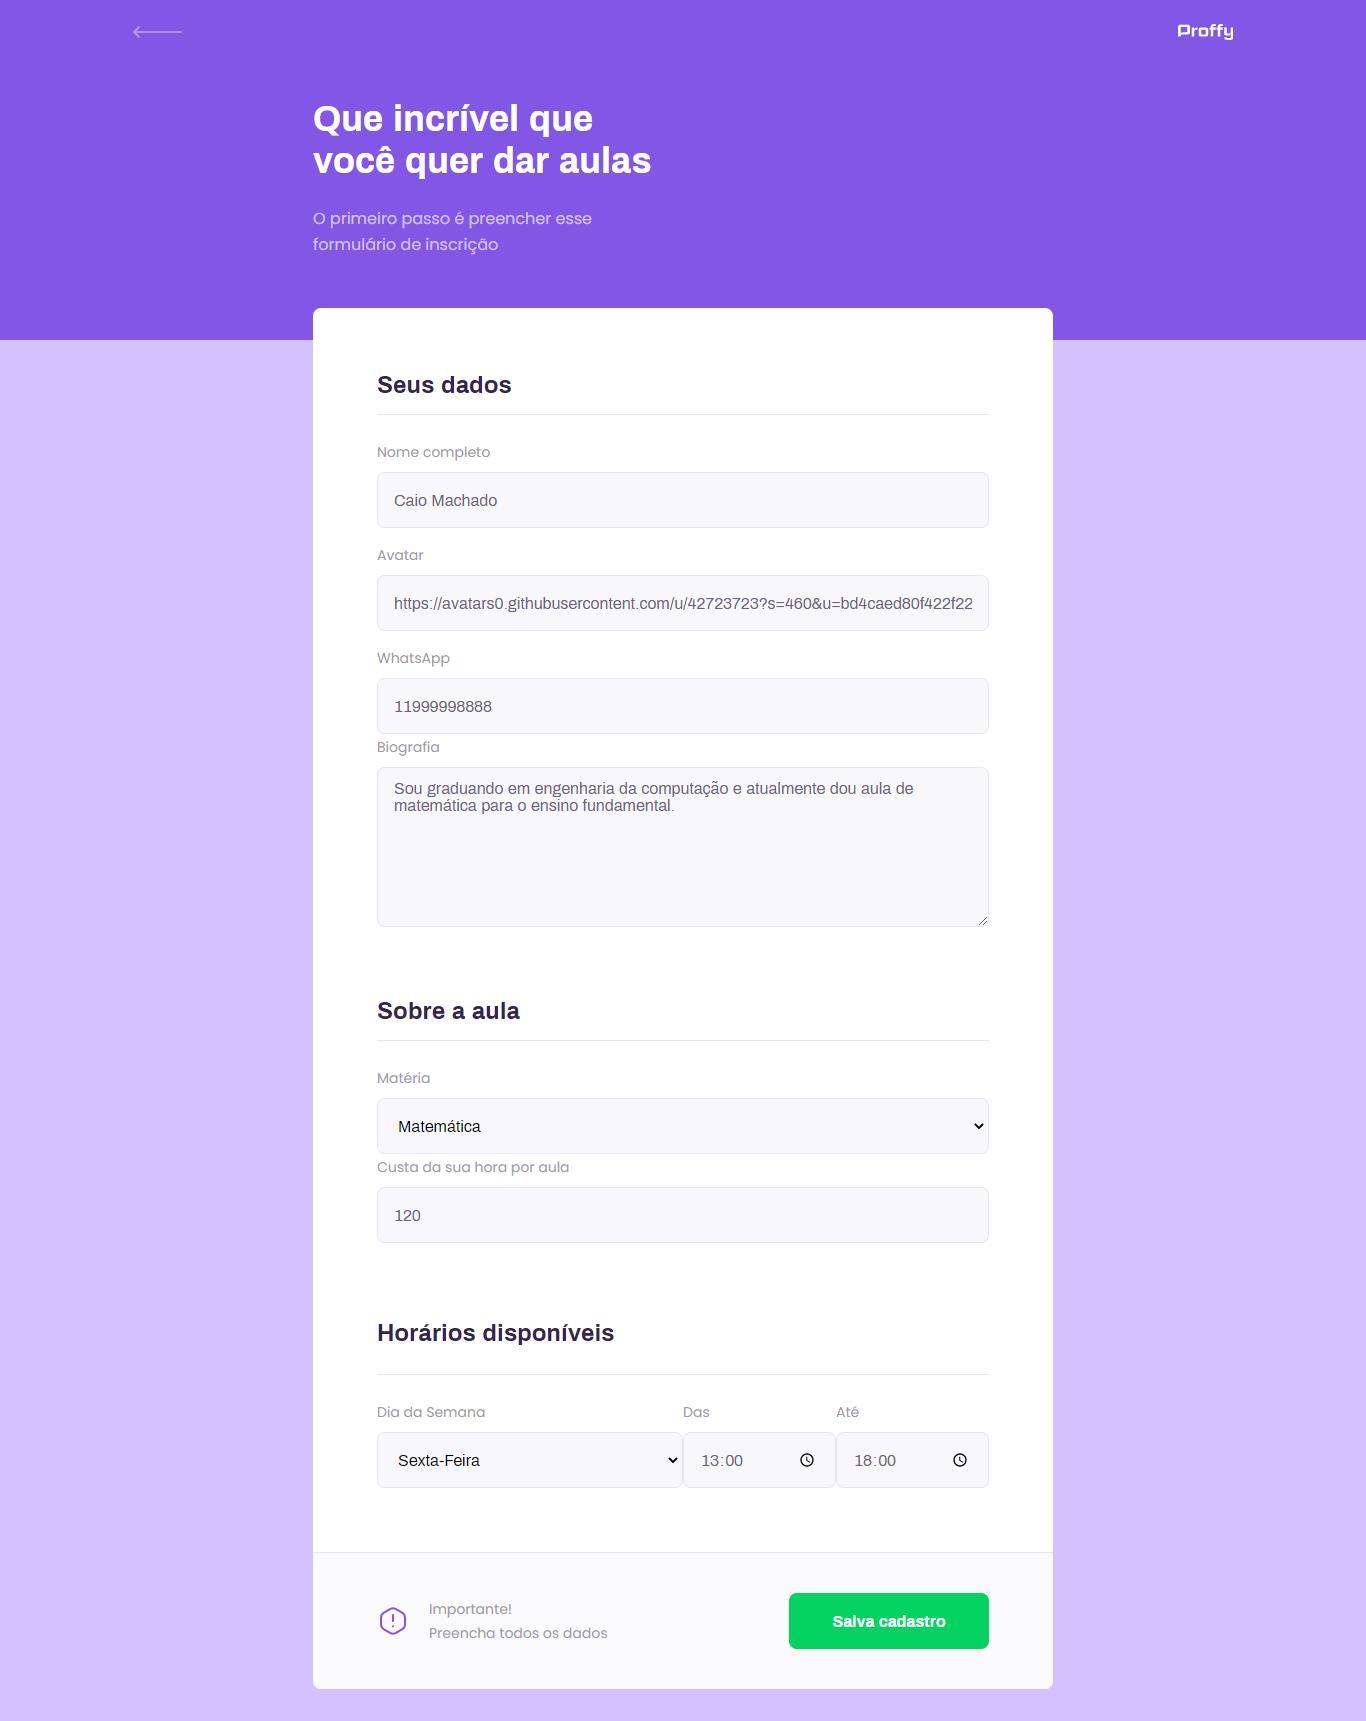 Proffy
Que incrível que
você quer dar aulas
O primeiro passo é preencher esse
formulário de inscrição
Seus dados
Nome completo
Caio Machado
Avatar
https://avatars0.githubusercontent.com/u/42723723?s=460&u=bd4caed80f422f22
WhatsApp
11999998888
Biografia
Sou graduando em engenharia da computação e atualmente dou aula de
matemática para o ensino fundamental.
Sobre a aula
Matéria
Matemática
Custa da sua hora por aula
120
Horários disponíveis
Dia da Semana Das Até
Sexta-Feira 13:00 18:00
Importante!
Preencha todos os dados
Salva cadastro